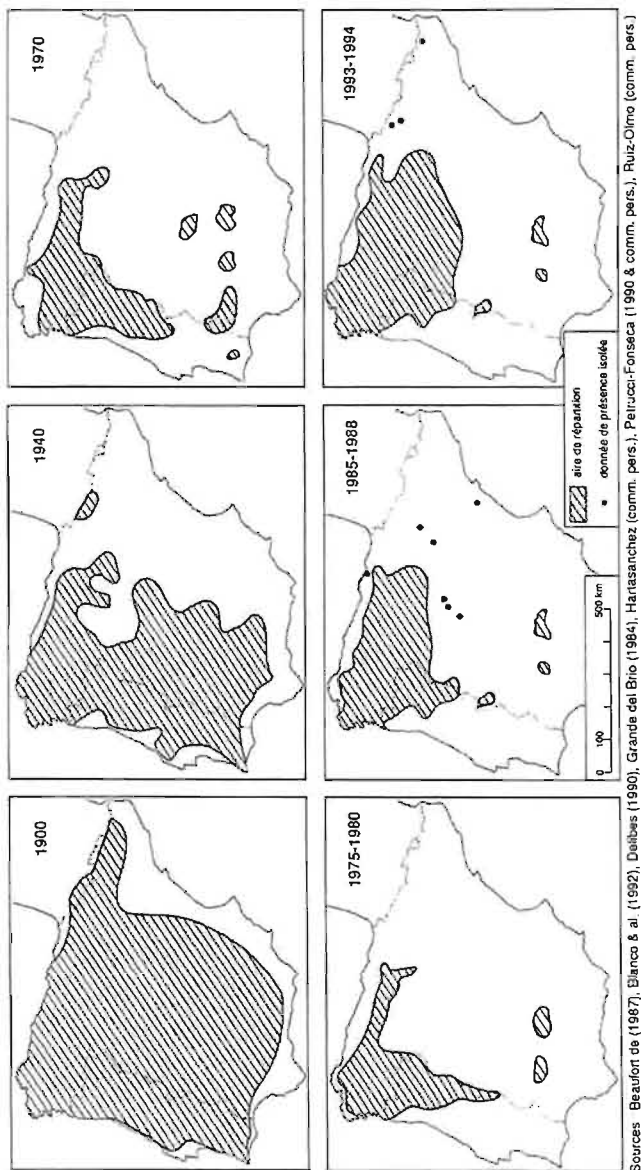 1900
1940
1970
1975-1980
1985-1988
1993-1994
aire de répartition
donnée de présence isolée
0 100 500 km
Sources Beaufort de (1987), Blanco & al (1992), Delibes (1990), Grande del Brio (1984), Hartasanchez (comm. pers.), Petrucci-Fonseca (1990 & comm. pers.), Ruiz-Olmo (comm. pers.)